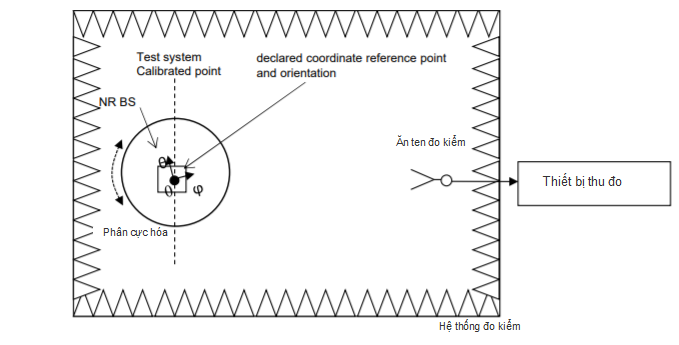 Test system
Calibrated point
declared coordinate reference point
and orientation
NR BS
Ăn ten đo kiểm
Thiết bị thu đo
θ
θ φ
Phân cực hóa
Hệ thống đo kiểm